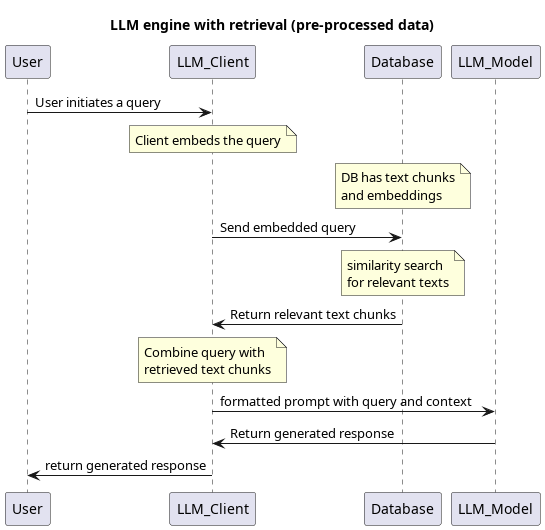 LLM engine with retrieval (pre-processed data)
User LLM_Client Database LLM_Model
User initiates a query
Client embeds the query
DB has text chunks
and embeddings
Send embedded query
similarity search
for relevant texts
Return relevant text chunks
Combine query with
retrieved text chunks
formatted prompt with query and context
Return generated response
return generated response
User LLM_Client Database LLM_Model